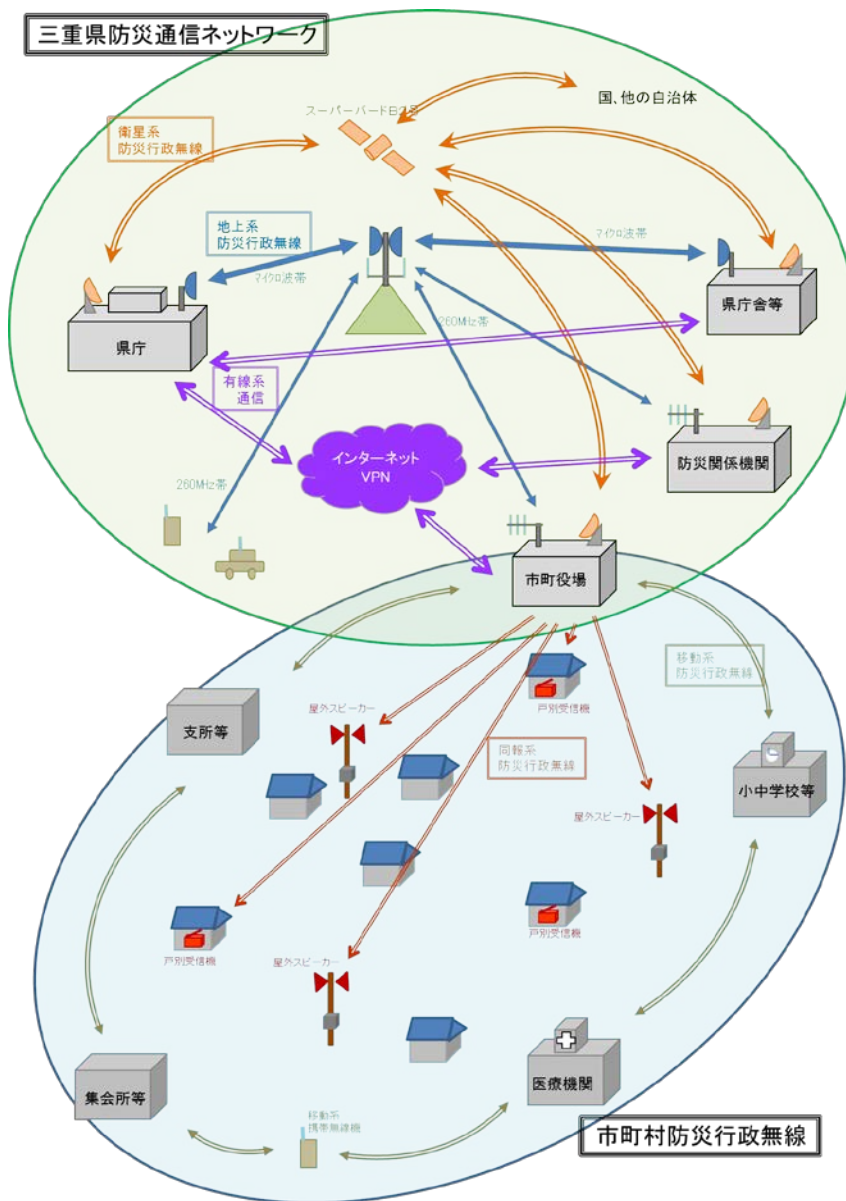 三重県防災通信ネットワーク
国、他の自治体
スーパーバードB2号
衛星系
防災行政無線
地上系
防災行政無線
マイクロ波帯
マイクロ波帯
県庁舎等
県庁
260MHz帯
有線系
通信
インターネット
VPN
防災関係機関
260MHz帯
市町役場
移動系
防災行政無線
戸別受信機
支所等
屋外スピーカー
同報系
防災行政無線
小中学校等
屋外スピーカー
戸別受信機
戸別受信機
屋外スピーカー
医療機関
集会所等
移動系
携帯無線機
市町村防災行政無線